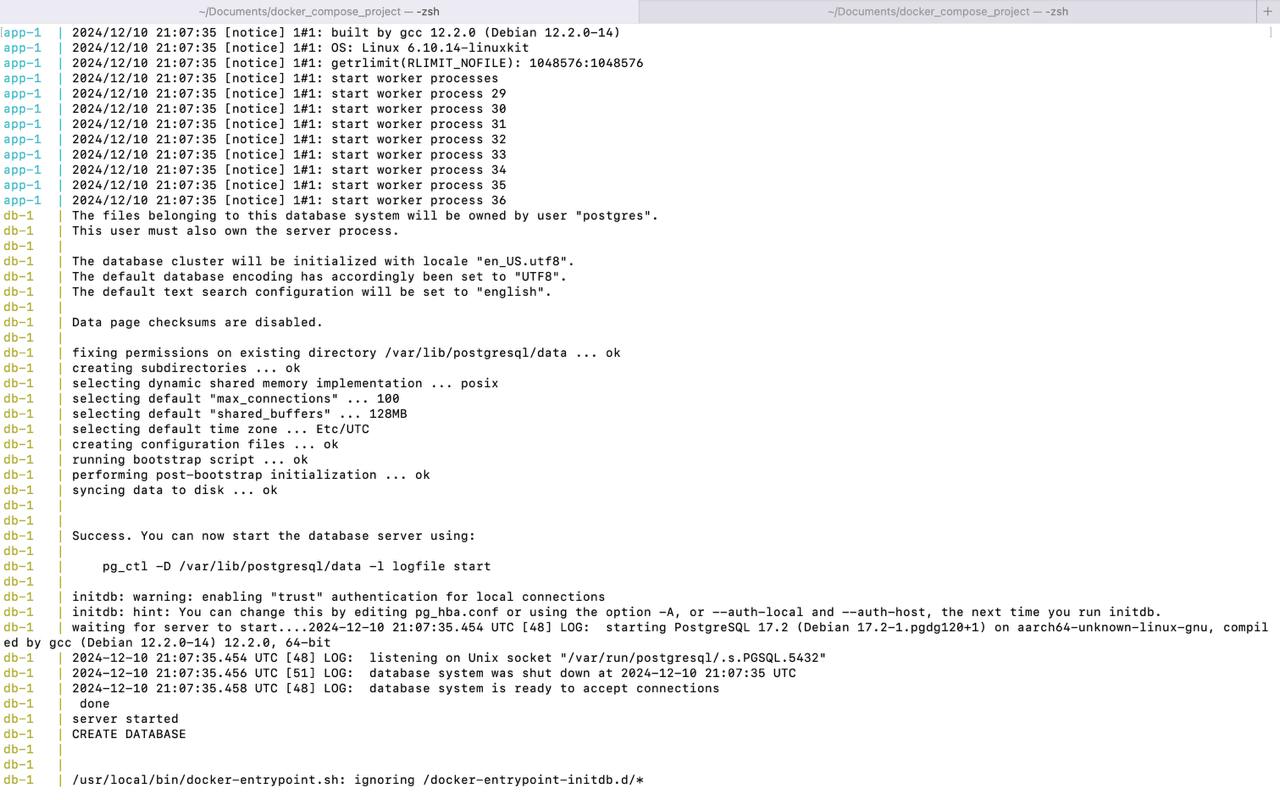 ~/Documents/docker_compose_project — -zsh
~/Documents/docker_compose_project — -zsh
+
[app-1 | 2024/12/10 21:07:35 [notice] 1#1: built by gcc 12.2.0 (Debian 12.2.0-14) ]
app-1 | 2024/12/10 21:07:35 [notice] 1#1: OS: Linux 6.10.14-linuxkit
app-1 | 2024/12/10 21:07:35 [notice] 1#1: getrlimit(RLIMIT_NOFILE): 1048576:1048576
app-1 | 2024/12/10 21:07:35 [notice] 1#1: start worker processes
app-1 | 2024/12/10 21:07:35 [notice] 1#1: start worker process 29
app-1 | 2024/12/10 21:07:35 [notice] 1#1: start worker process 30
app-1 | 2024/12/10 21:07:35 [notice] 1#1: start worker process 31
app-1 | 2024/12/10 21:07:35 [notice] 1#1: start worker process 32
app-1 | 2024/12/10 21:07:35 [notice] 1#1: start worker process 33
app-1 | 2024/12/10 21:07:35 [notice] 1#1: start worker process 34
app-1 | 2024/12/10 21:07:35 [notice] 1#1: start worker process 35
app-1 | 2024/12/10 21:07:35 [notice] 1#1: start worker process 36
db-1 | The files belonging to this database system will be owned by user "postgres".
db-1 | This user must also own the server process.
db-1 |
db-1 | The database cluster will be initialized with locale "en_US.utf8".
db-1 | The default database encoding has accordingly been set to "UTF8".
db-1 | The default text search configuration will be set to "english".
db-1 |
db-1 | Data page checksums are disabled.
db-1 |
db-1 | fixing permissions on existing directory /var/lib/postgresql/data ... ok
db-1 | creating subdirectories ... ok
db-1 | selecting dynamic shared memory implementation ... posix
db-1 | selecting default "max_connections" ... 100
db-1 | selecting default "shared_buffers" ... 128MB
db-1 | selecting default time zone ... Etc/UTC
db-1 | creating configuration files ... ok
db-1 | running bootstrap script ... ok
db-1 | performing post-bootstrap initialization ... ok
db-1 | syncing data to disk ... ok
db-1 |
db-1 |
db-1 | Success. You can now start the database server using:
db-1 |
db-1 |     pg_ctl -D /var/lib/postgresql/data -l logfile start
db-1 |
db-1 | initdb: warning: enabling "trust" authentication for local connections
db-1 | initdb: hint: You can change this by editing pg_hba.conf or using the option -A, or --auth-local and --auth-host, the next time you run initdb.
db-1 | waiting for server to start....2024-12-10 21:07:35.454 UTC [48] LOG:  starting PostgreSQL 17.2 (Debian 17.2-1.pgdg120+1) on aarch64-unknown-linux-gnu, compil
ed by gcc (Debian 12.2.0-14) 12.2.0, 64-bit
db-1 | 2024-12-10 21:07:35.454 UTC [48] LOG:  listening on Unix socket "/var/run/postgresql/.s.PGSQL.5432"
db-1 | 2024-12-10 21:07:35.456 UTC [51] LOG:  database system was shut down at 2024-12-10 21:07:35 UTC
db-1 | 2024-12-10 21:07:35.458 UTC [48] LOG:  database system is ready to accept connections
db-1 |  done
db-1 | server started
db-1 | CREATE DATABASE
db-1 |
db-1 |
db-1 | /usr/local/bin/docker-entrypoint.sh: ignoring /docker-entrypoint-initdb.d/*